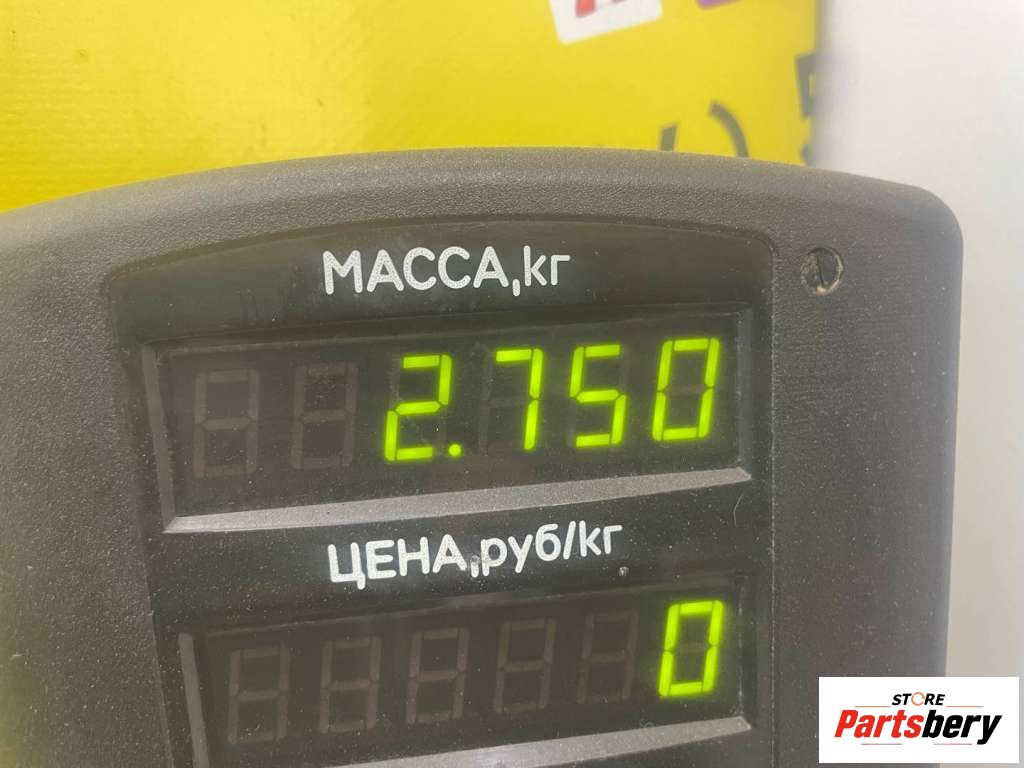 МАССА,кг
2.750
ЦЕНА,руб/кг
0
STORE
Partsbery